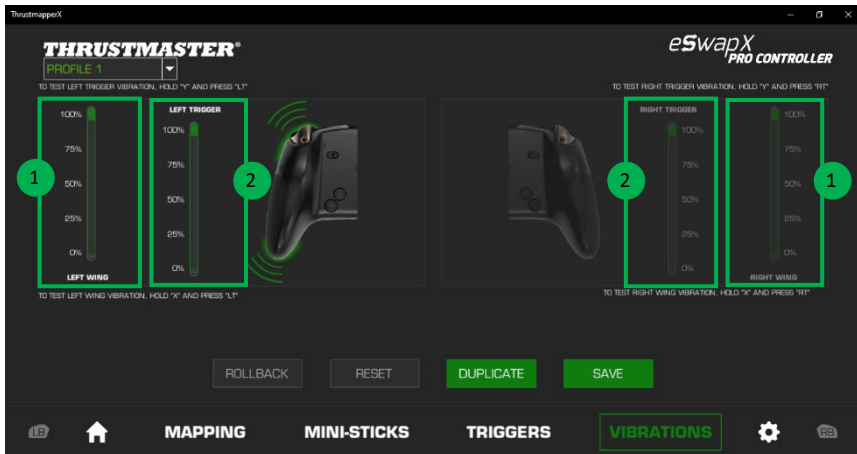 ThrustmapperX
THRUSTMASTER®
eSwapX
PRO CONTROLLER
PROFILE 1
TO TEST LEFT TRIGGER VIBRATION, HOLD "Y" AND PRESS "LT"
TO TEST RIGHT TRIGGER VIBRATION, HOLD "Y" AND PRESS "RT"
100%
75%
50%
25%
0%
LEFT WING
1
LEFT TRIGGER
100%
75%
50%
25%
0%
2
RIGHT TRIGGER
100%
75%
50%
25%
0%
2
100%
75%
50%
25%
0%
RIGHT WING
1
TO TEST LEFT WING VIBRATION, HOLD "X" AND PRESS "LT"
TO TEST RIGHT WING VIBRATION, HOLD "X" AND PRESS "RT"
ROLLBACK
RESET
DUPLICATE
SAVE
LB
MAPPING
MINI-STICKS
TRIGGERS
VIBRATIONS
RB